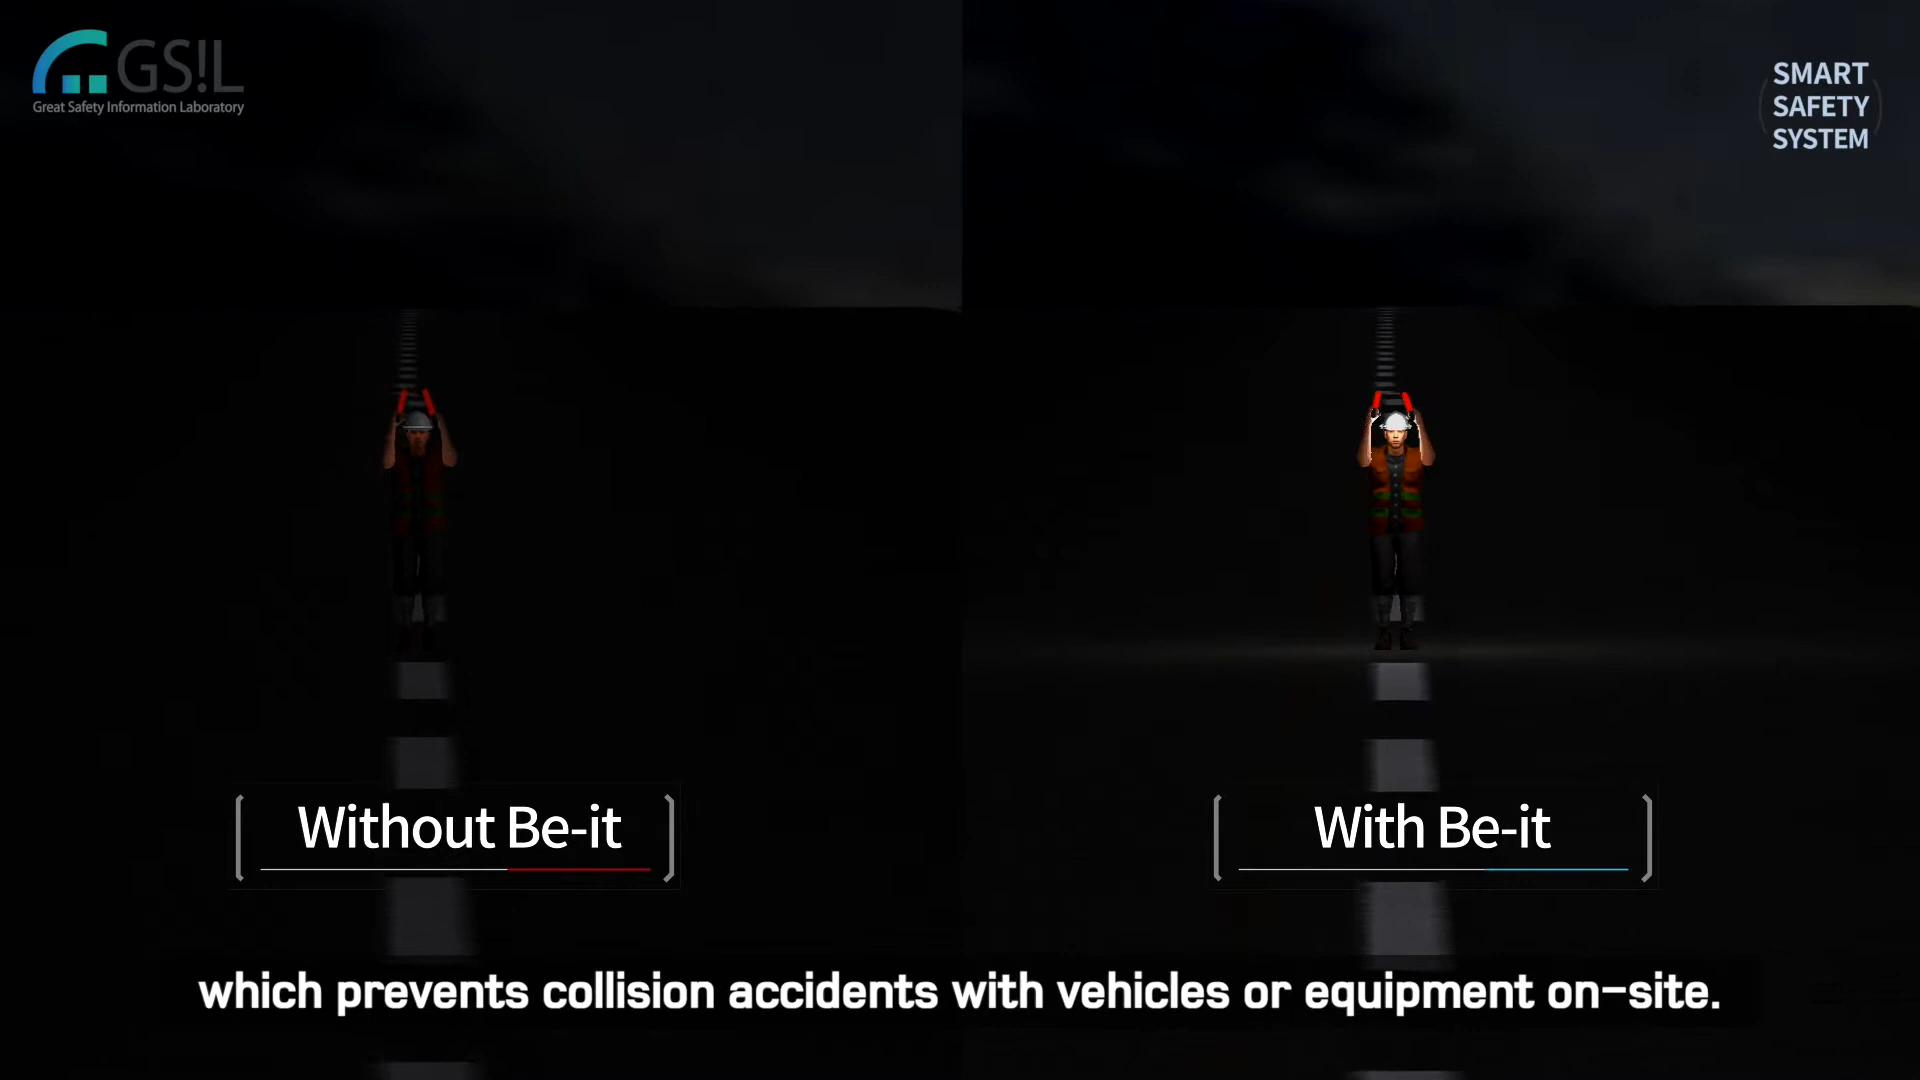 GS!L
Great Safety Information Laboratory
SMART
SAFETY
SYSTEM
Without Be-it
With Be-it
which prevents collision accidents with vehicles or equipment on-site.